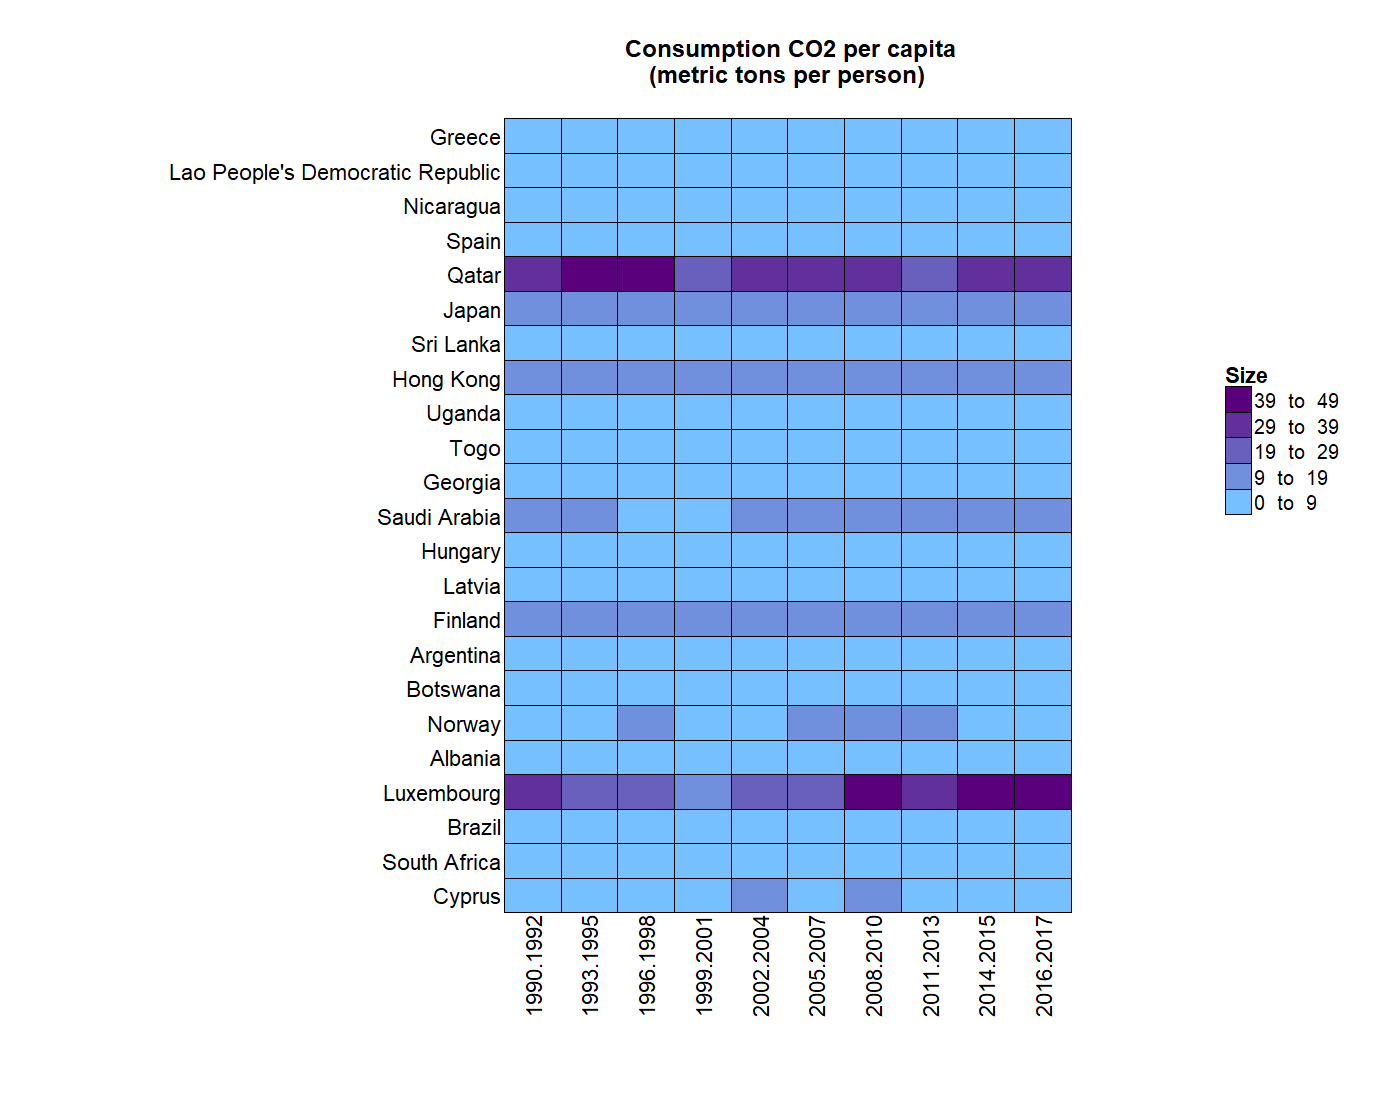 Consumption CO2 per capita
(metric tons per person)
Greece
Lao People's Democratic Republic
Nicaragua
Spain
Qatar
Japan
Sri Lanka
Hong Kong
Uganda
Togo
Georgia
Saudi Arabia
Hungary
Latvia
Finland
Argentina
Botswana
Norway
Albania
Luxembourg
Brazil
South Africa
Cyprus
1990.1992
1993.1995
1996.1998
1999.2001
2002.2004
2005.2007
2008.2010
2011.2013
2014.2015
2016.2017
Size
39 to 49
29 to 39
19 to 29
9 to 19
0 to 9